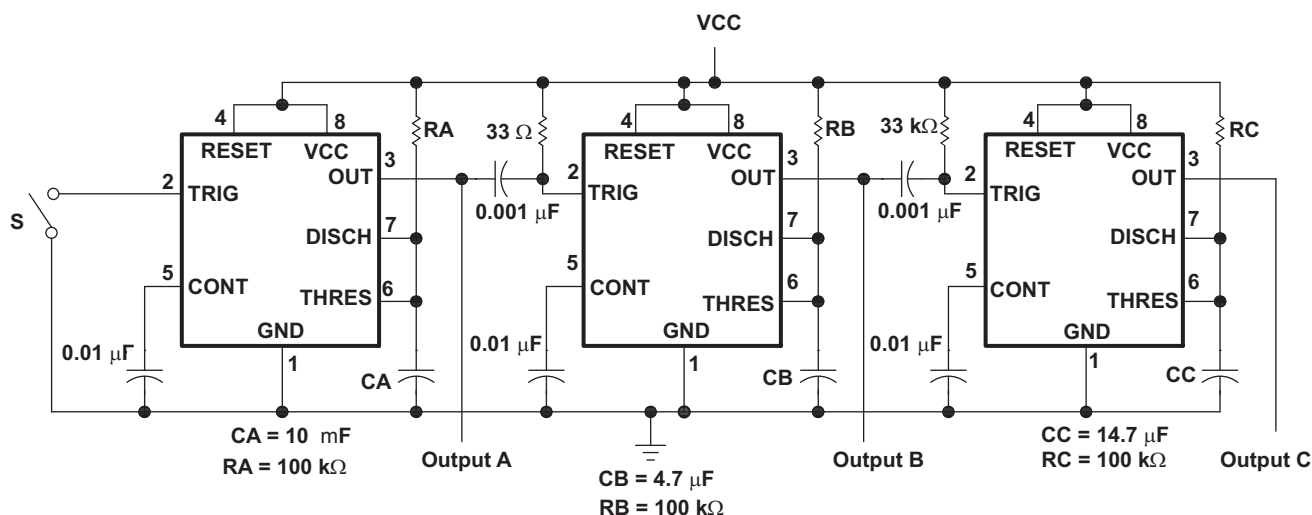 VCC
4
8
RESET
VCC
2
TRIG
3
OUT
7
DISCH
6
THRES
5
CONT
GND
1
S
0.01 μF
RA
CA
33 Ω
0.001 μF
4
8
RESET
VCC
2
TRIG
3
OUT
7
DISCH
6
THRES
5
CONT
GND
1
0.01 μF
RB
CB
33 kΩ
0.001 μF
4
8
RESET
VCC
2
TRIG
3
OUT
7
DISCH
6
THRES
5
CONT
GND
1
0.01 μF
RC
CC
CA = 10 mF
RA = 100 kΩ
Output A
CB = 4.7 μF
RB = 100 kΩ
Output B
CC = 14.7 μF
RC = 100 kΩ
Output C